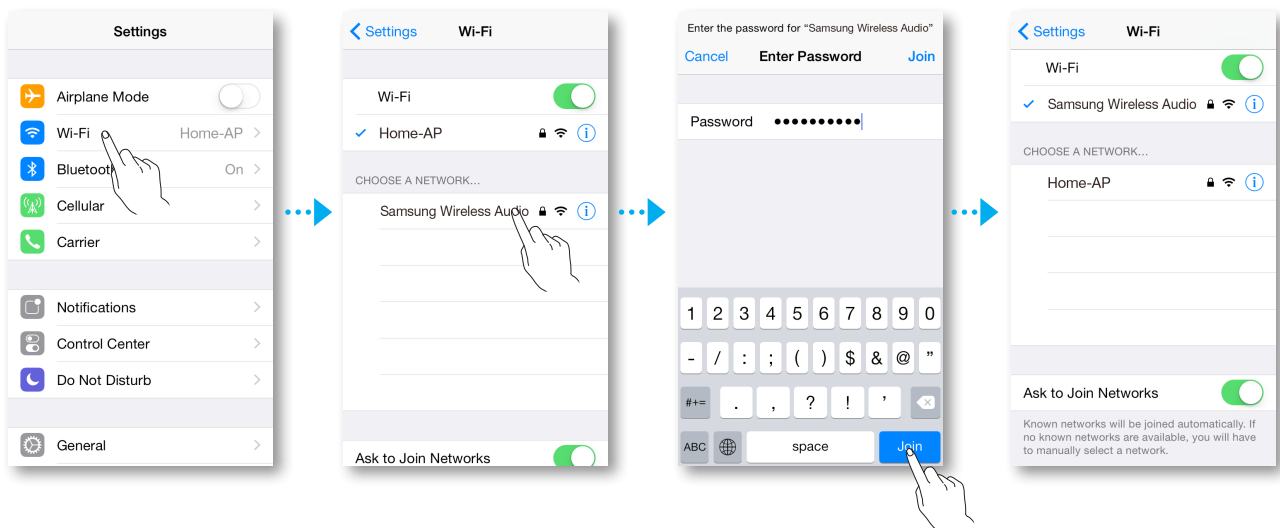 Settings
Airplane Mode
Wi-Fi Home-AP
Bluetooth On
Cellular
Carrier
Notifications
Control Center
Do Not Disturb
General
Settings Wi-Fi
Wi-Fi
Home-AP
CHOOSE A NETWORK...
Samsung Wireless Audio
Ask to Join Networks
Enter the password for “Samsung Wireless Audio”
Cancel Enter Password Join
Password ••••••••••
1 2 3 4 5 6 7 8 9 0
- / : ; ( ) $ & @ ”
#+= . , ? ! ’
ABC space Join
Settings Wi-Fi
Wi-Fi
Samsung Wireless Audio
CHOOSE A NETWORK...
Home-AP
Ask to Join Networks
Known networks will be joined automatically. If
no known networks are available, you will have
to manually select a network.